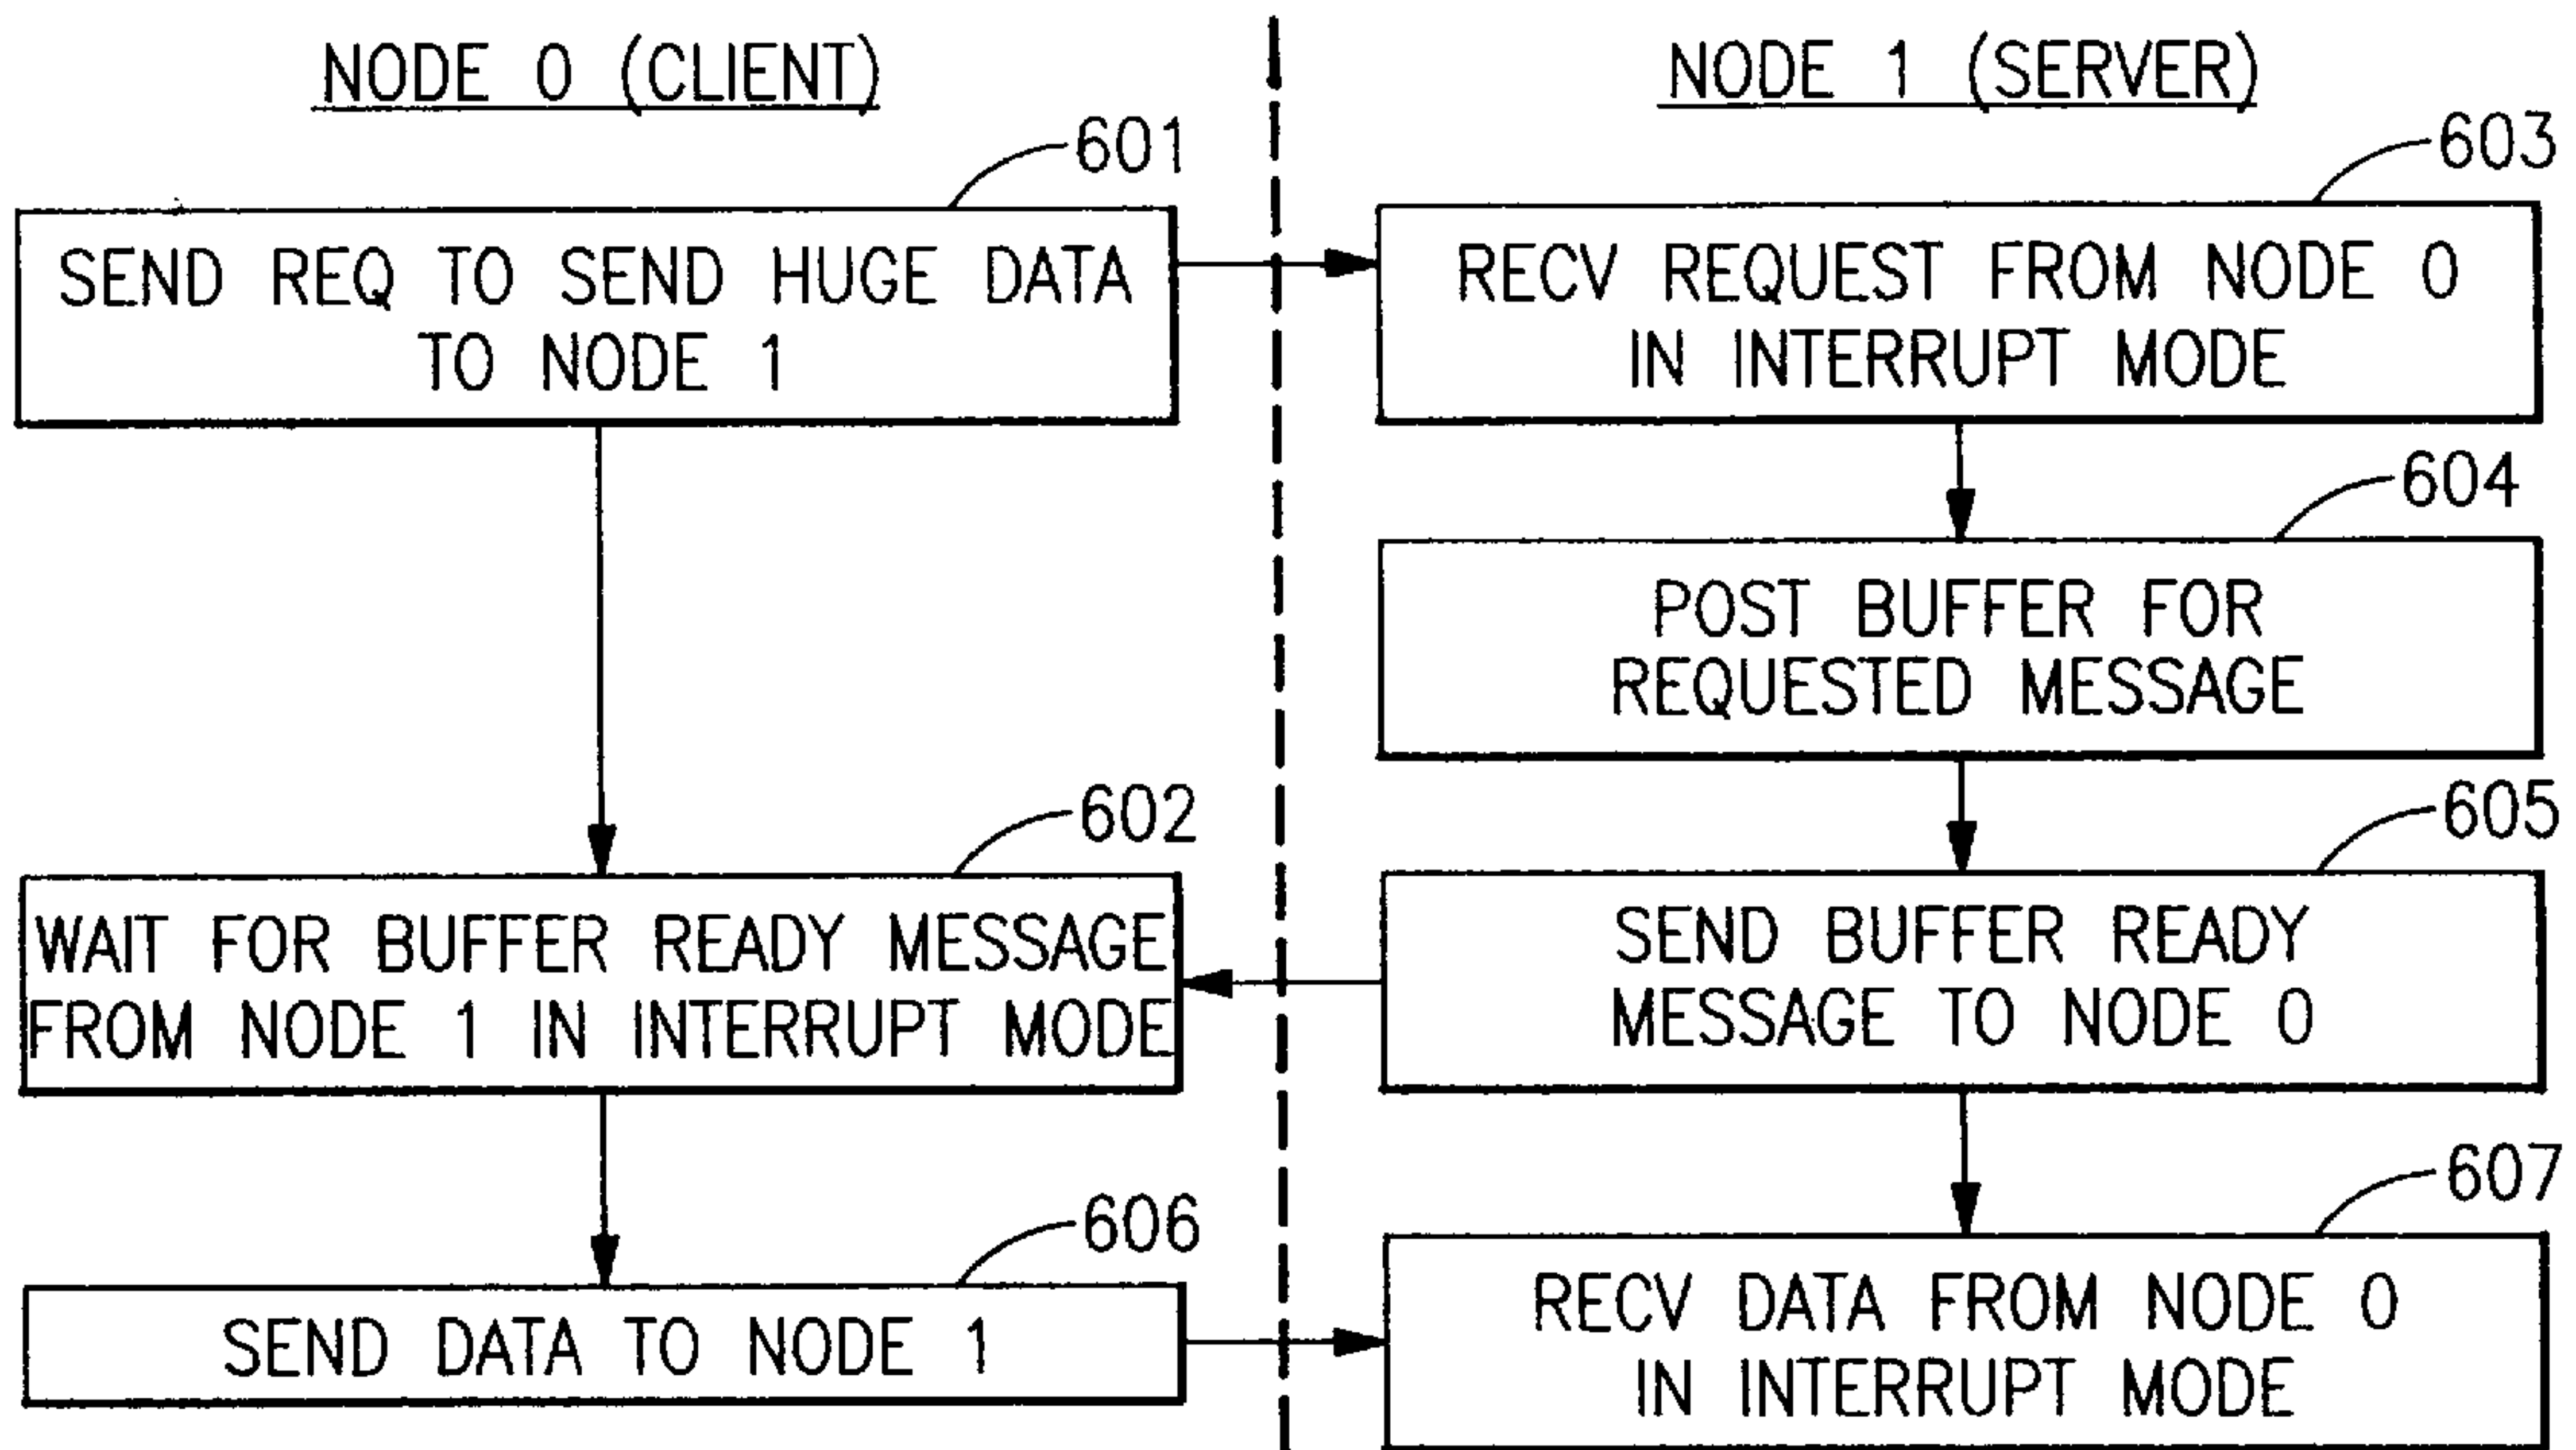 NODE 0 (CLIENT)
NODE 1 (SERVER)
601
SEND REQ TO SEND HUGE DATA
TO NODE 1
603
RECV REQUEST FROM NODE 0
IN INTERRUPT MODE
604
POST BUFFER FOR
REQUESTED MESSAGE
602
WAIT FOR BUFFER READY MESSAGE
FROM NODE 1 IN INTERRUPT MODE
605
SEND BUFFER READY
MESSAGE TO NODE 0
606
SEND DATA TO NODE 1
607
RECV DATA FROM NODE 0
IN INTERRUPT MODE